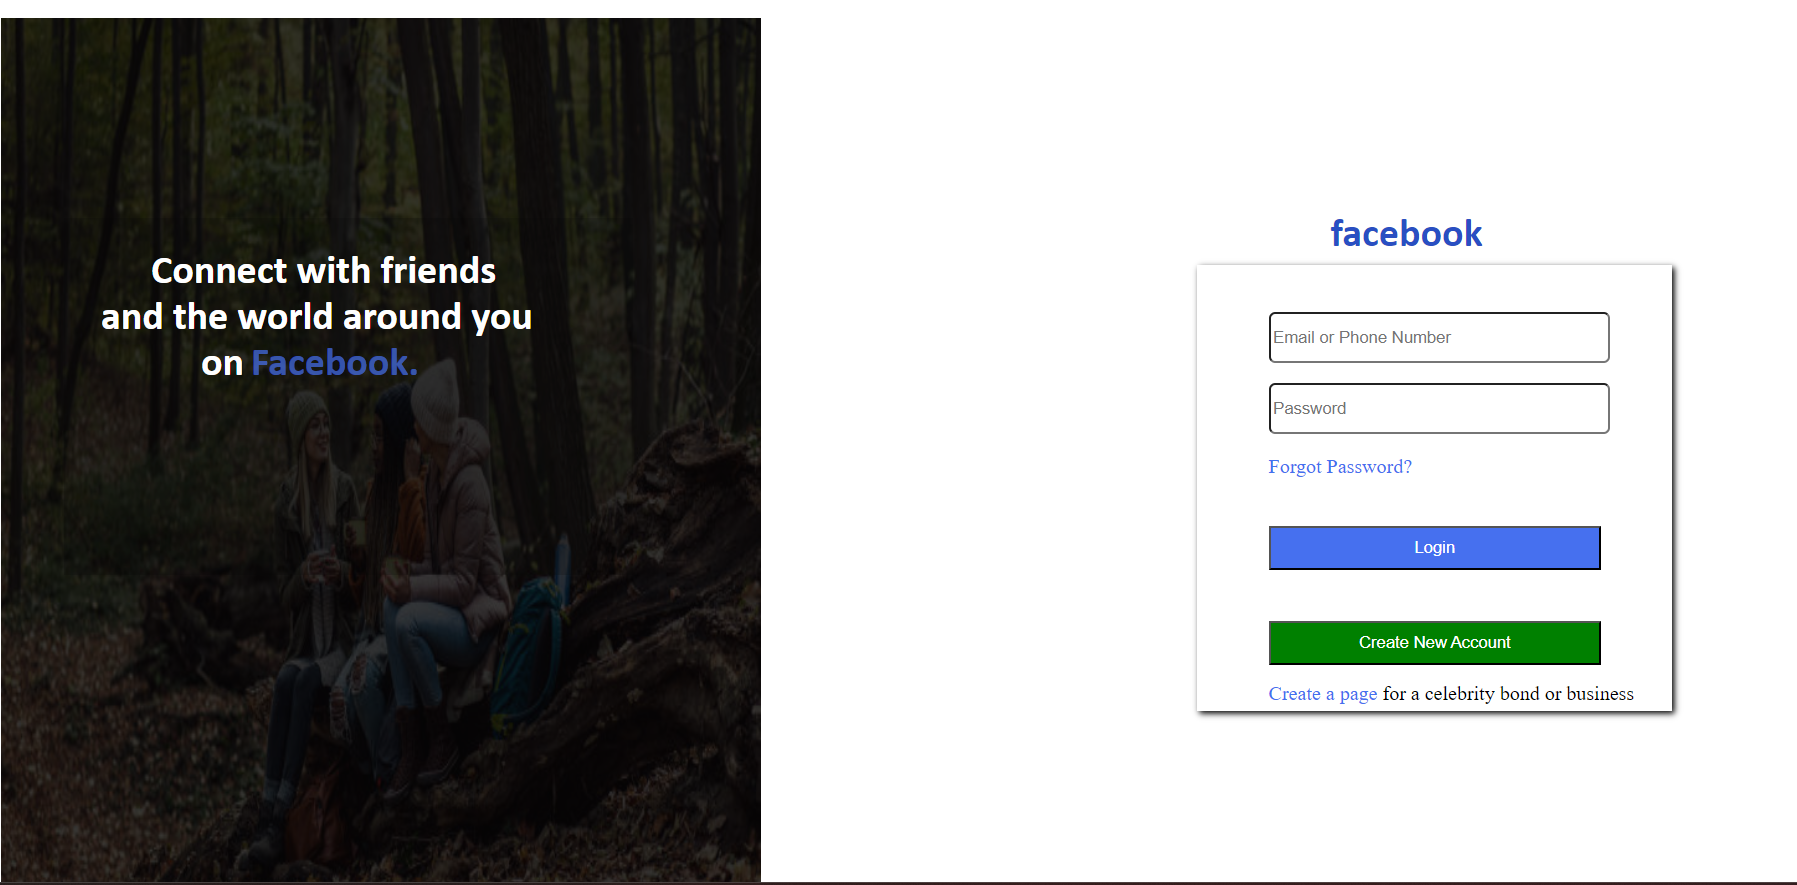 Connect with friends
and the world around you
on Facebook.
facebook
Email or Phone Number
Password
Forgot Password?
Login
Create New Account
Create a page for a celebrity bond or business